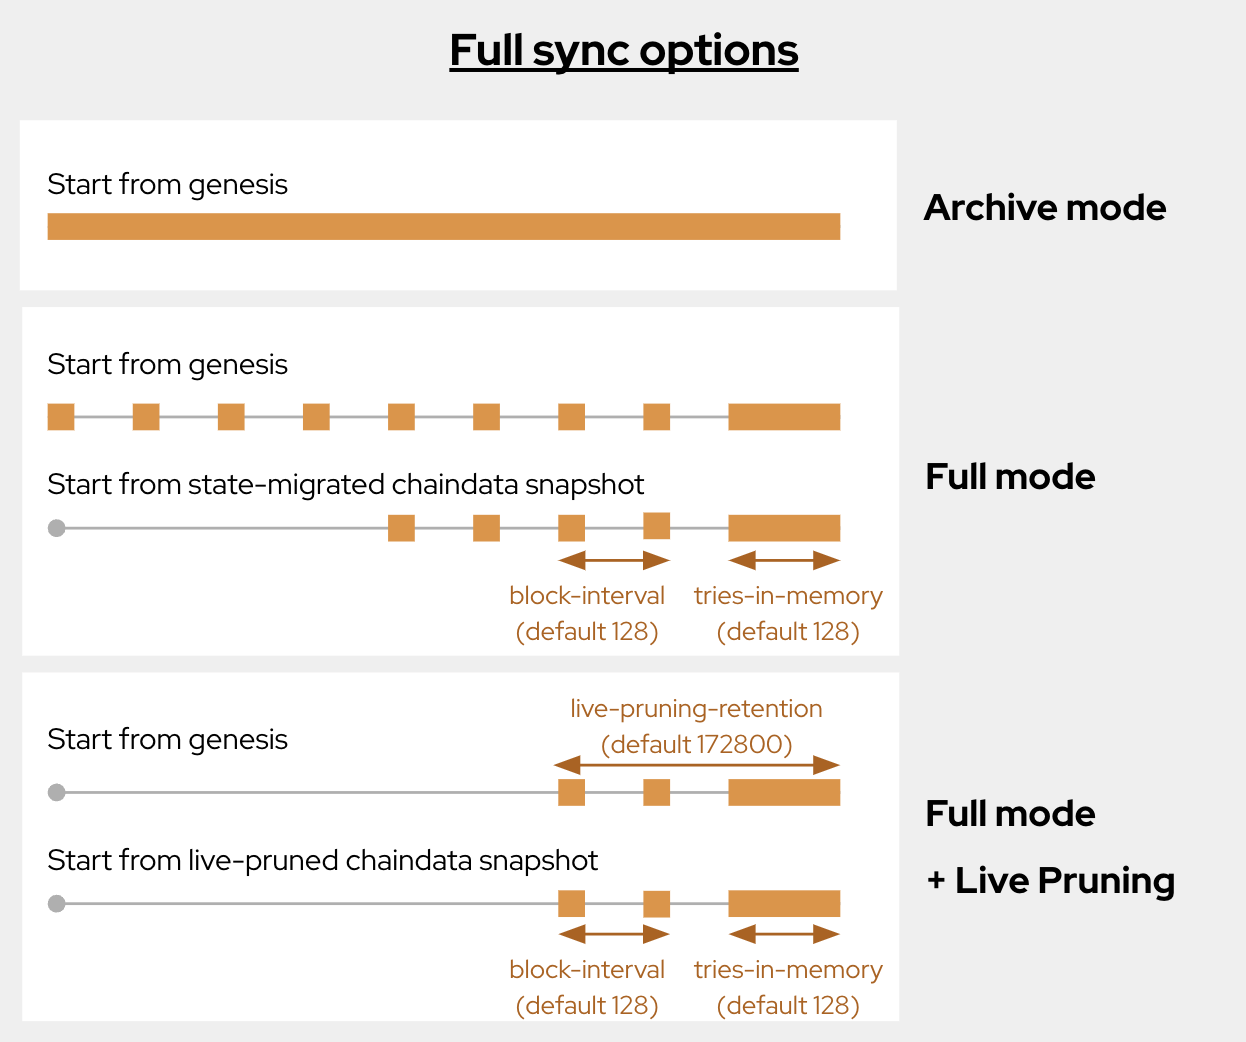 Full sync options
Start from genesis
Archive mode
Start from genesis
Start from state-migrated chaindata snapshot
Full mode
block-interval
(default 128)
tries-in-memory
(default 128)
live-pruning-retention
(default 172800)
Start from genesis
Full mode
+ Live Pruning
Start from live-pruned chaindata snapshot
block-interval
(default 128)
tries-in-memory
(default 128)